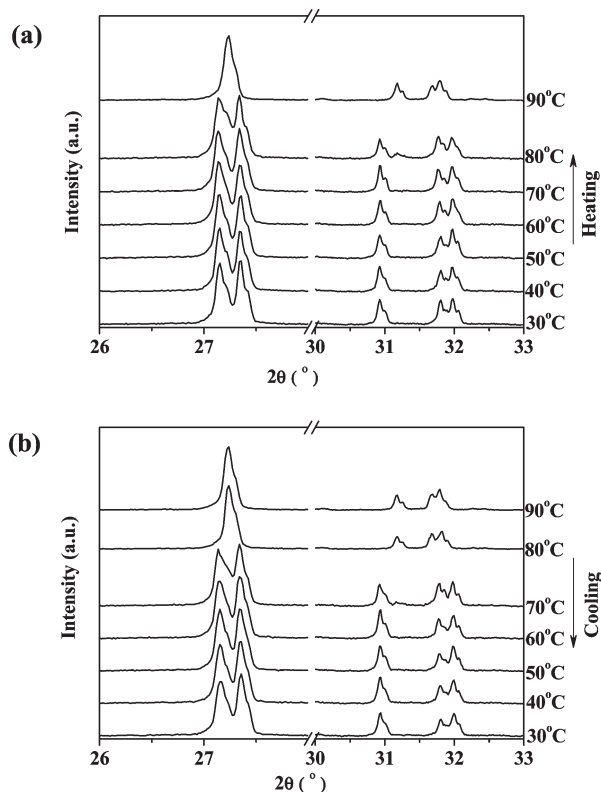 (a)
Intensity (a.u.)
90°C
80°C
70°C
60°C
50°C
40°C
30°C
Heating
26 27 30 31 32 33
2θ ( ° )
(b)
Intensity (a.u.)
90°C
80°C
70°C
60°C
50°C
40°C
30°C
Cooling
26 27 30 31 32 33
2θ ( ° )